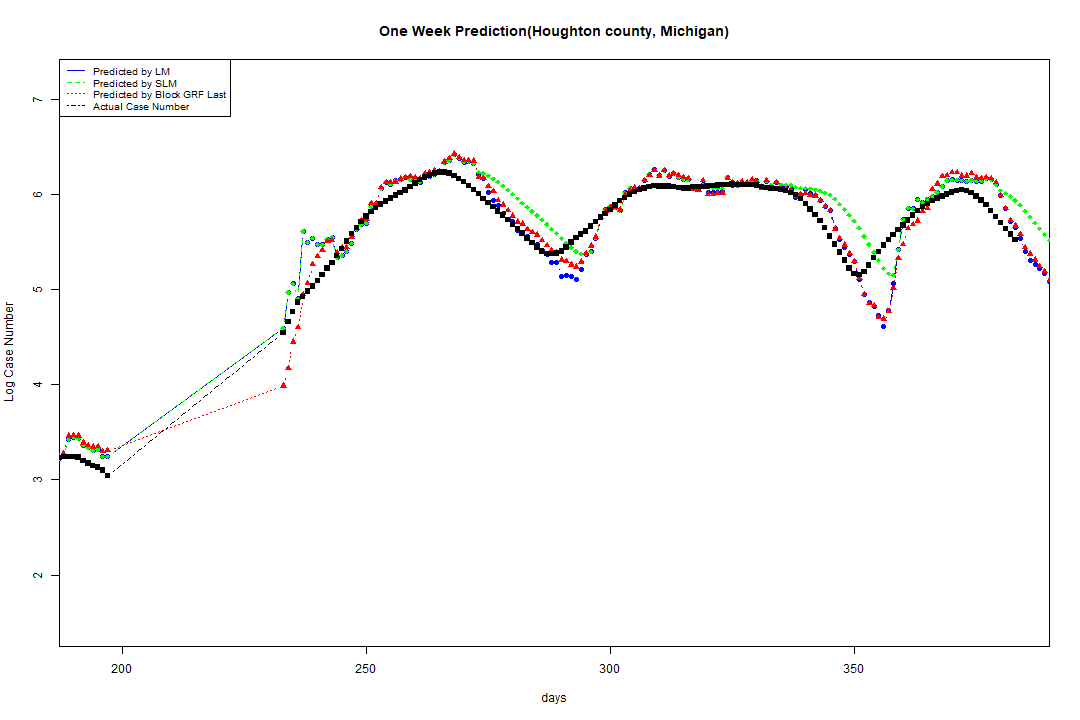 One Week Prediction(Houghton county, Michigan)
Predicted by LM
Predicted by SLM
Predicted by Block GRF Last
Actual Case Number
7
6
5
4
3
2
Log Case Number
200 250 300 350
days